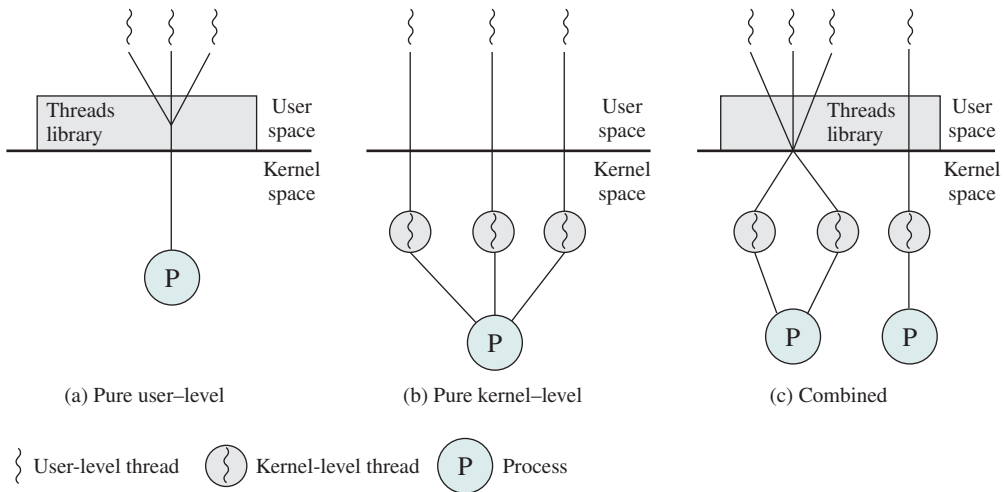 Threads
library
User
space
Kernel
space
P
(a) Pure user–level
User
space
Kernel
space
P
(b) Pure kernel–level
Threads
library
User
space
Kernel
space
P
P
(c) Combined
User-level thread
Kernel-level thread
P
Process